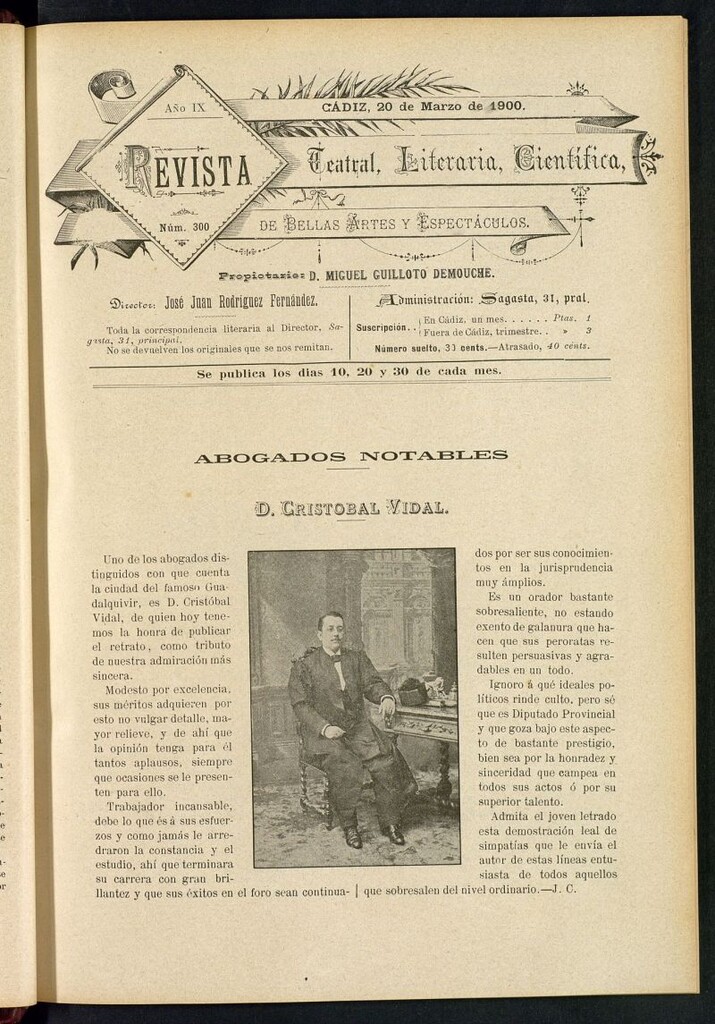 Año IX
CÁDIZ, 20 de Marzo de 1900.
REVISTA
Teatral, Literaria, Científica,
Núm. 300
DE BELLAS ARTES Y ESPECTÁCULOS.
Propietario: D. MIGUEL GUILLOTO DEMOUCHE.
Director: José Juan Rodríguez Fernández.
Toda la correspondencia literaria al Director, Sa-
gasta, 31, principal.
No se devuelven los originales que se nos remitan.
Administración: Sagasta, 31, pral.
Suscripción.. { En Cádiz, un mes. . . . . Ptas. 1
Fuera de Cádiz, trimestre. . » 3
Número suelto, 30 cents.—Atrasado, 40 cents.
Se publica los dias 10, 20 y 30 de cada mes.
ABOGADOS NOTABLES
D. CRISTOBAL VIDAL.
Uno de los abogados dis-
tinguidos con que cuenta
la ciudad del famoso Gua-
dalquivir, es D. Cristóbal
Vidal, de quien hoy tene-
mos la honra de publicar
el retrato, como tributo
de nuestra admiración más
sincera.
Modesto por excelencia,
sus méritos adquieren por
esto no vulgar detalle, ma-
yor relieve, y de ahí que
la opinión tenga para él
tantos aplausos, siempre
que ocasiones se le presen-
ten para ello.
Trabajador incansable,
debe lo que és á sus esfuer-
zos y como jamás le arre-
draron la constancia y el
estudio, ahí que terminara
su carrera con gran bri-
llantez y que sus éxitos en el foro sean continua-
dos por ser sus conocimien-
tos en la jurisprudencia
muy ámplios.
Es un orador bastante
sobresaliente, no estando
exento de galanura que ha-
cen que sus peroratas re-
sulten persuasivas y agra-
dables en un todo.
Ignoro á qué ideales po-
líticos rinde culto, pero sé
que es Diputado Provincial
y que goza bajo este aspec-
to de bastante prestigio,
bien sea por la honradez y
sinceridad que campea en
todos sus actos ó por su
superior talento.
Admita el joven letrado
esta demostración leal de
simpatías que le envía el
autor de estas líneas entu-
siasta de todos aquellos
que sobresalen del nivel ordinario.—J. C.